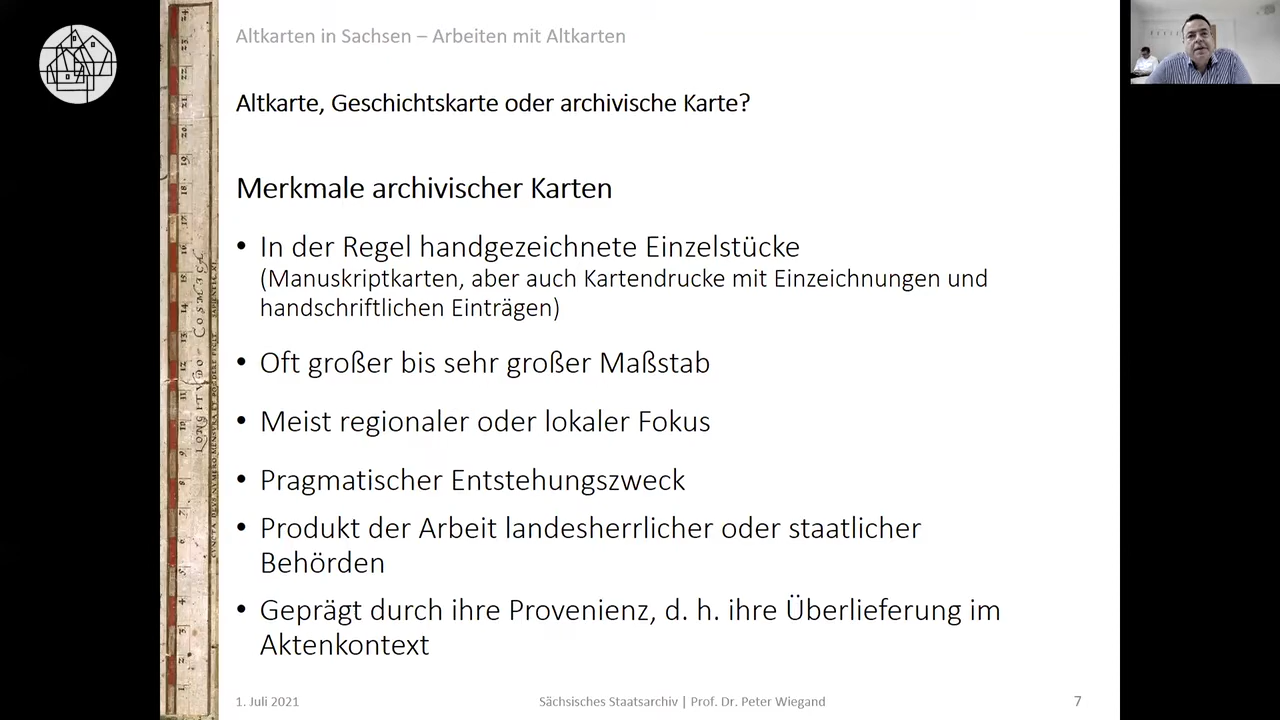 Altkarten in Sachsen – Arbeiten mit Altkarten
Altkarte, Geschichtskarte oder archivische Karte?
Merkmale archivischer Karten
• In der Regel handgezeichnete Einzelstücke
(Manuskriptkarten, aber auch Kartendrucke mit Einzeichnungen und
handschriftlichen Einträgen)
• Oft großer bis sehr großer Maßstab
• Meist regionaler oder lokaler Fokus
• Pragmatischer Entstehungszweck
• Produkt der Arbeit landesherrlicher oder staatlicher
Behörden
• Geprägt durch ihre Provenienz, d. h. ihre Überlieferung im
Aktenkontext
1. Juli 2021
Sächsisches Staatsarchiv | Prof. Dr. Peter Wiegand
7